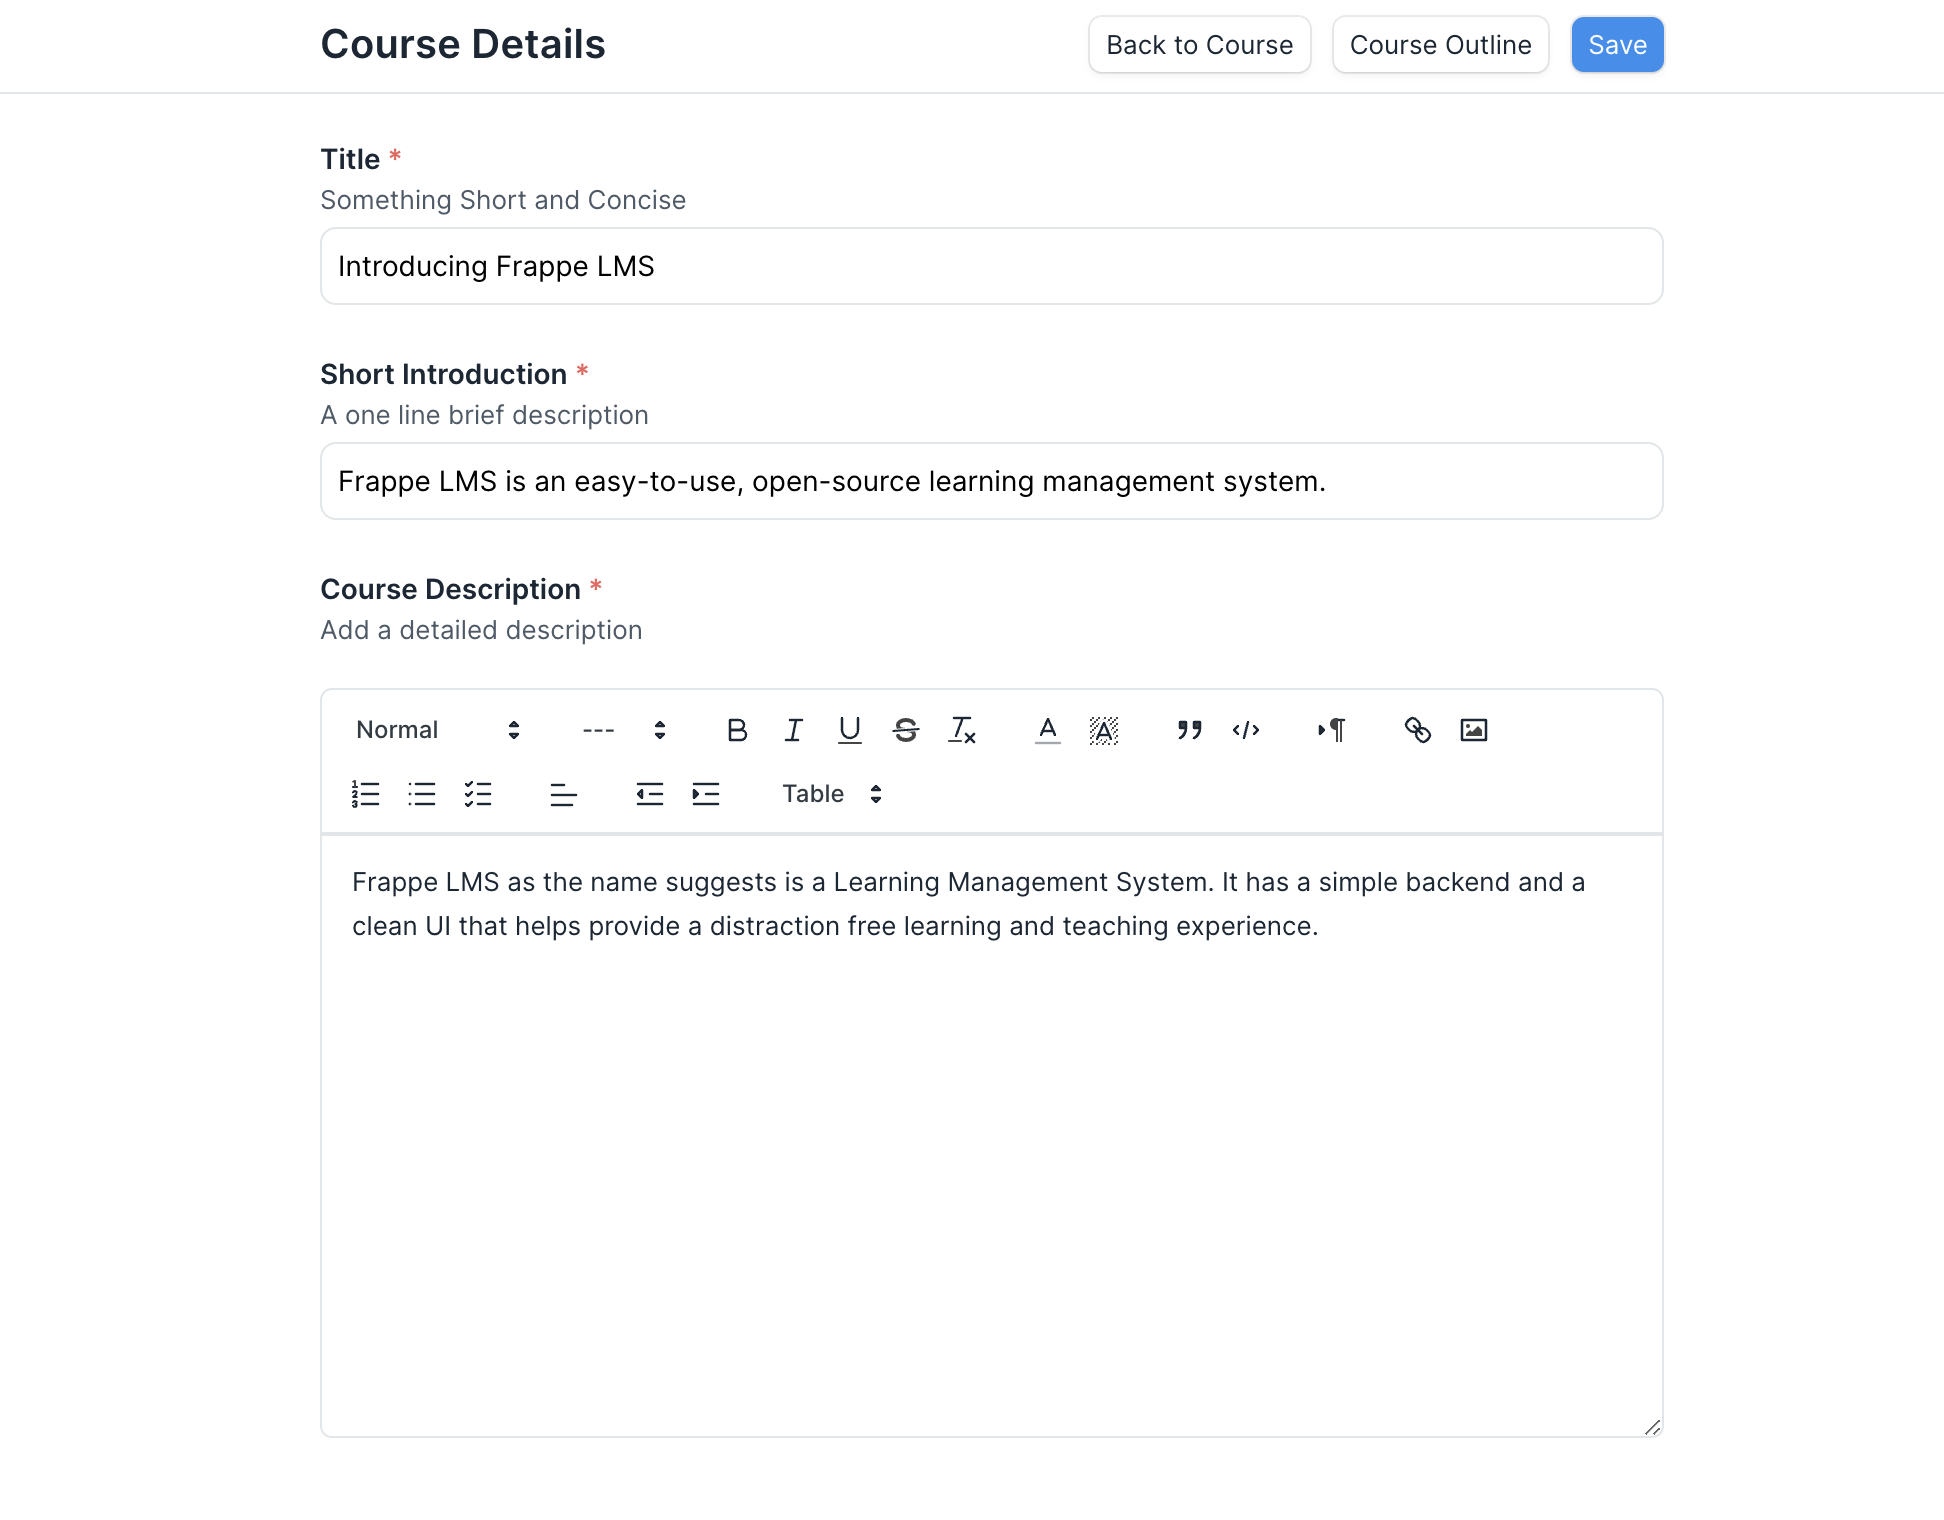 Course Details
Back to Course
Course Outline
Save
Title *
Something Short and Concise
Introducing Frappe LMS
Short Introduction *
A one line brief description
Frappe LMS is an easy-to-use, open-source learning management system.
Course Description *
Add a detailed description
Normal
---
Table
Frappe LMS as the name suggests is a Learning Management System. It has a simple backend and a
clean UI that helps provide a distraction free learning and teaching experience.